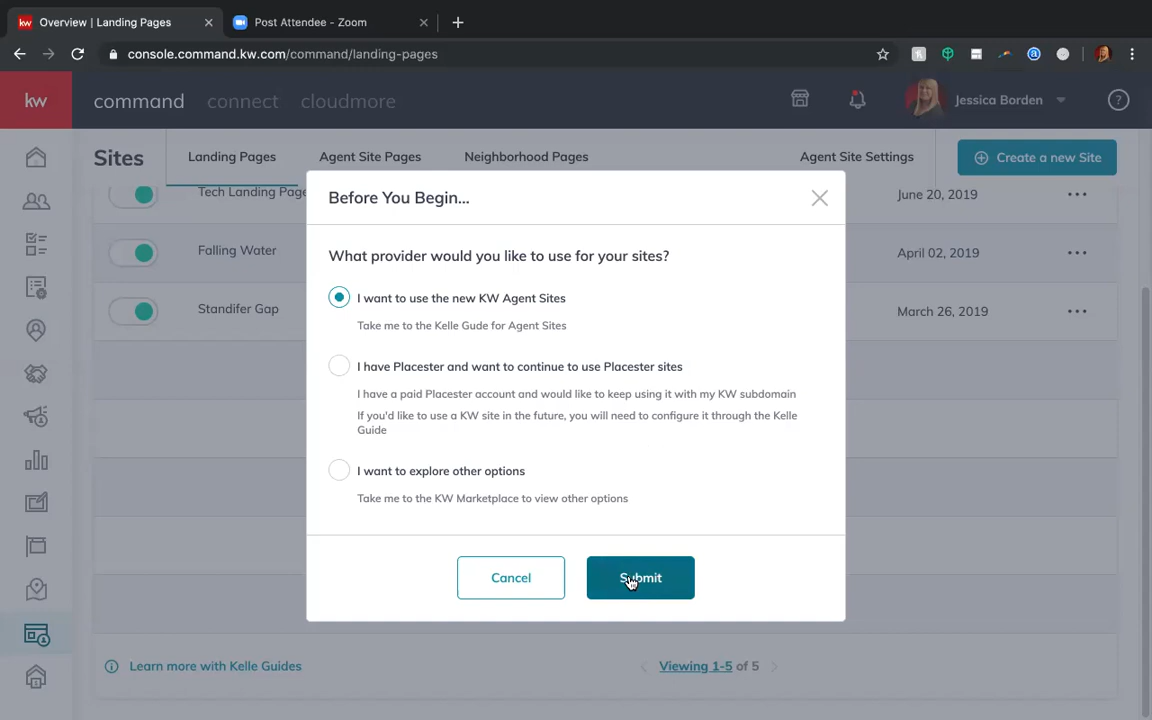 kw Overview | Landing Pages
Post Attendee - Zoom
console.command.kw.com/command/landing-pages
kw
command connect cloudmore
Jessica Borden
?
Sites
Landing Pages
Agent Site Pages
Neighborhood Pages
Agent Site Settings
Create a new Site
Tech Landing Page
June 20, 2019
Falling Water
April 02, 2019
Standifer Gap
March 26, 2019
Before You Begin...
What provider would you like to use for your sites?
I want to use the new KW Agent Sites
Take me to the Kelle Gude for Agent Sites
I have Placester and want to continue to use Placester sites
I have a paid Placester account and would like to keep using it with my KW subdomain
If you'd like to use a KW site in the future, you will need to configure it through the Kelle
Guide
I want to explore other options
Take me to the KW Marketplace to view other options
Cancel
Submit
Learn more with Kelle Guides
Viewing 1-5 of 5